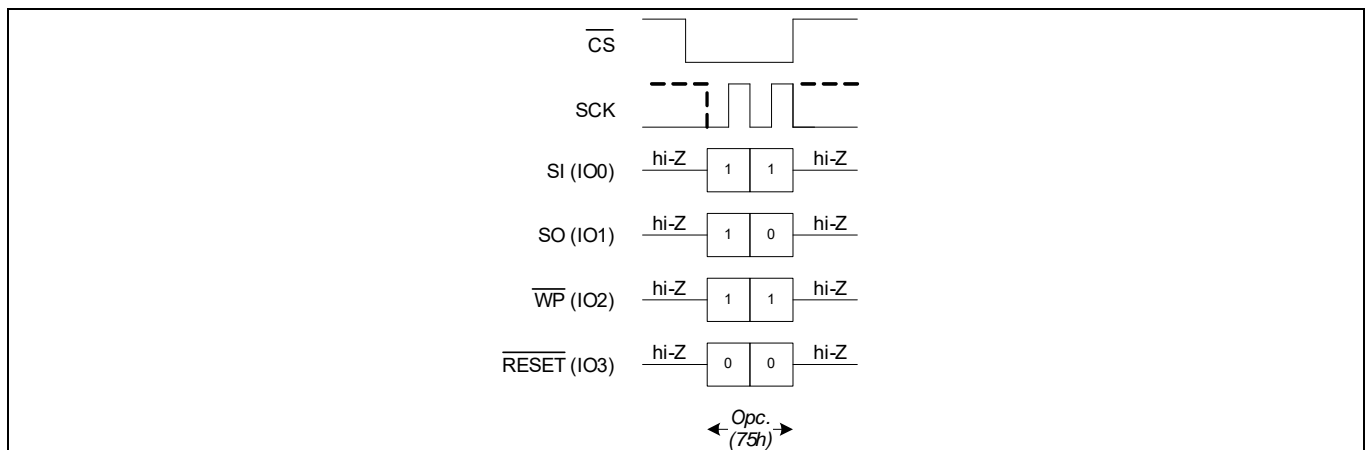 CS
SCK
SI (IO0) hi-Z 1 1 hi-Z
SO (IO1) hi-Z 1 0 hi-Z
WP (IO2) hi-Z 1 1 hi-Z
RESET (IO3) hi-Z 0 0 hi-Z
Opc.
(75h)